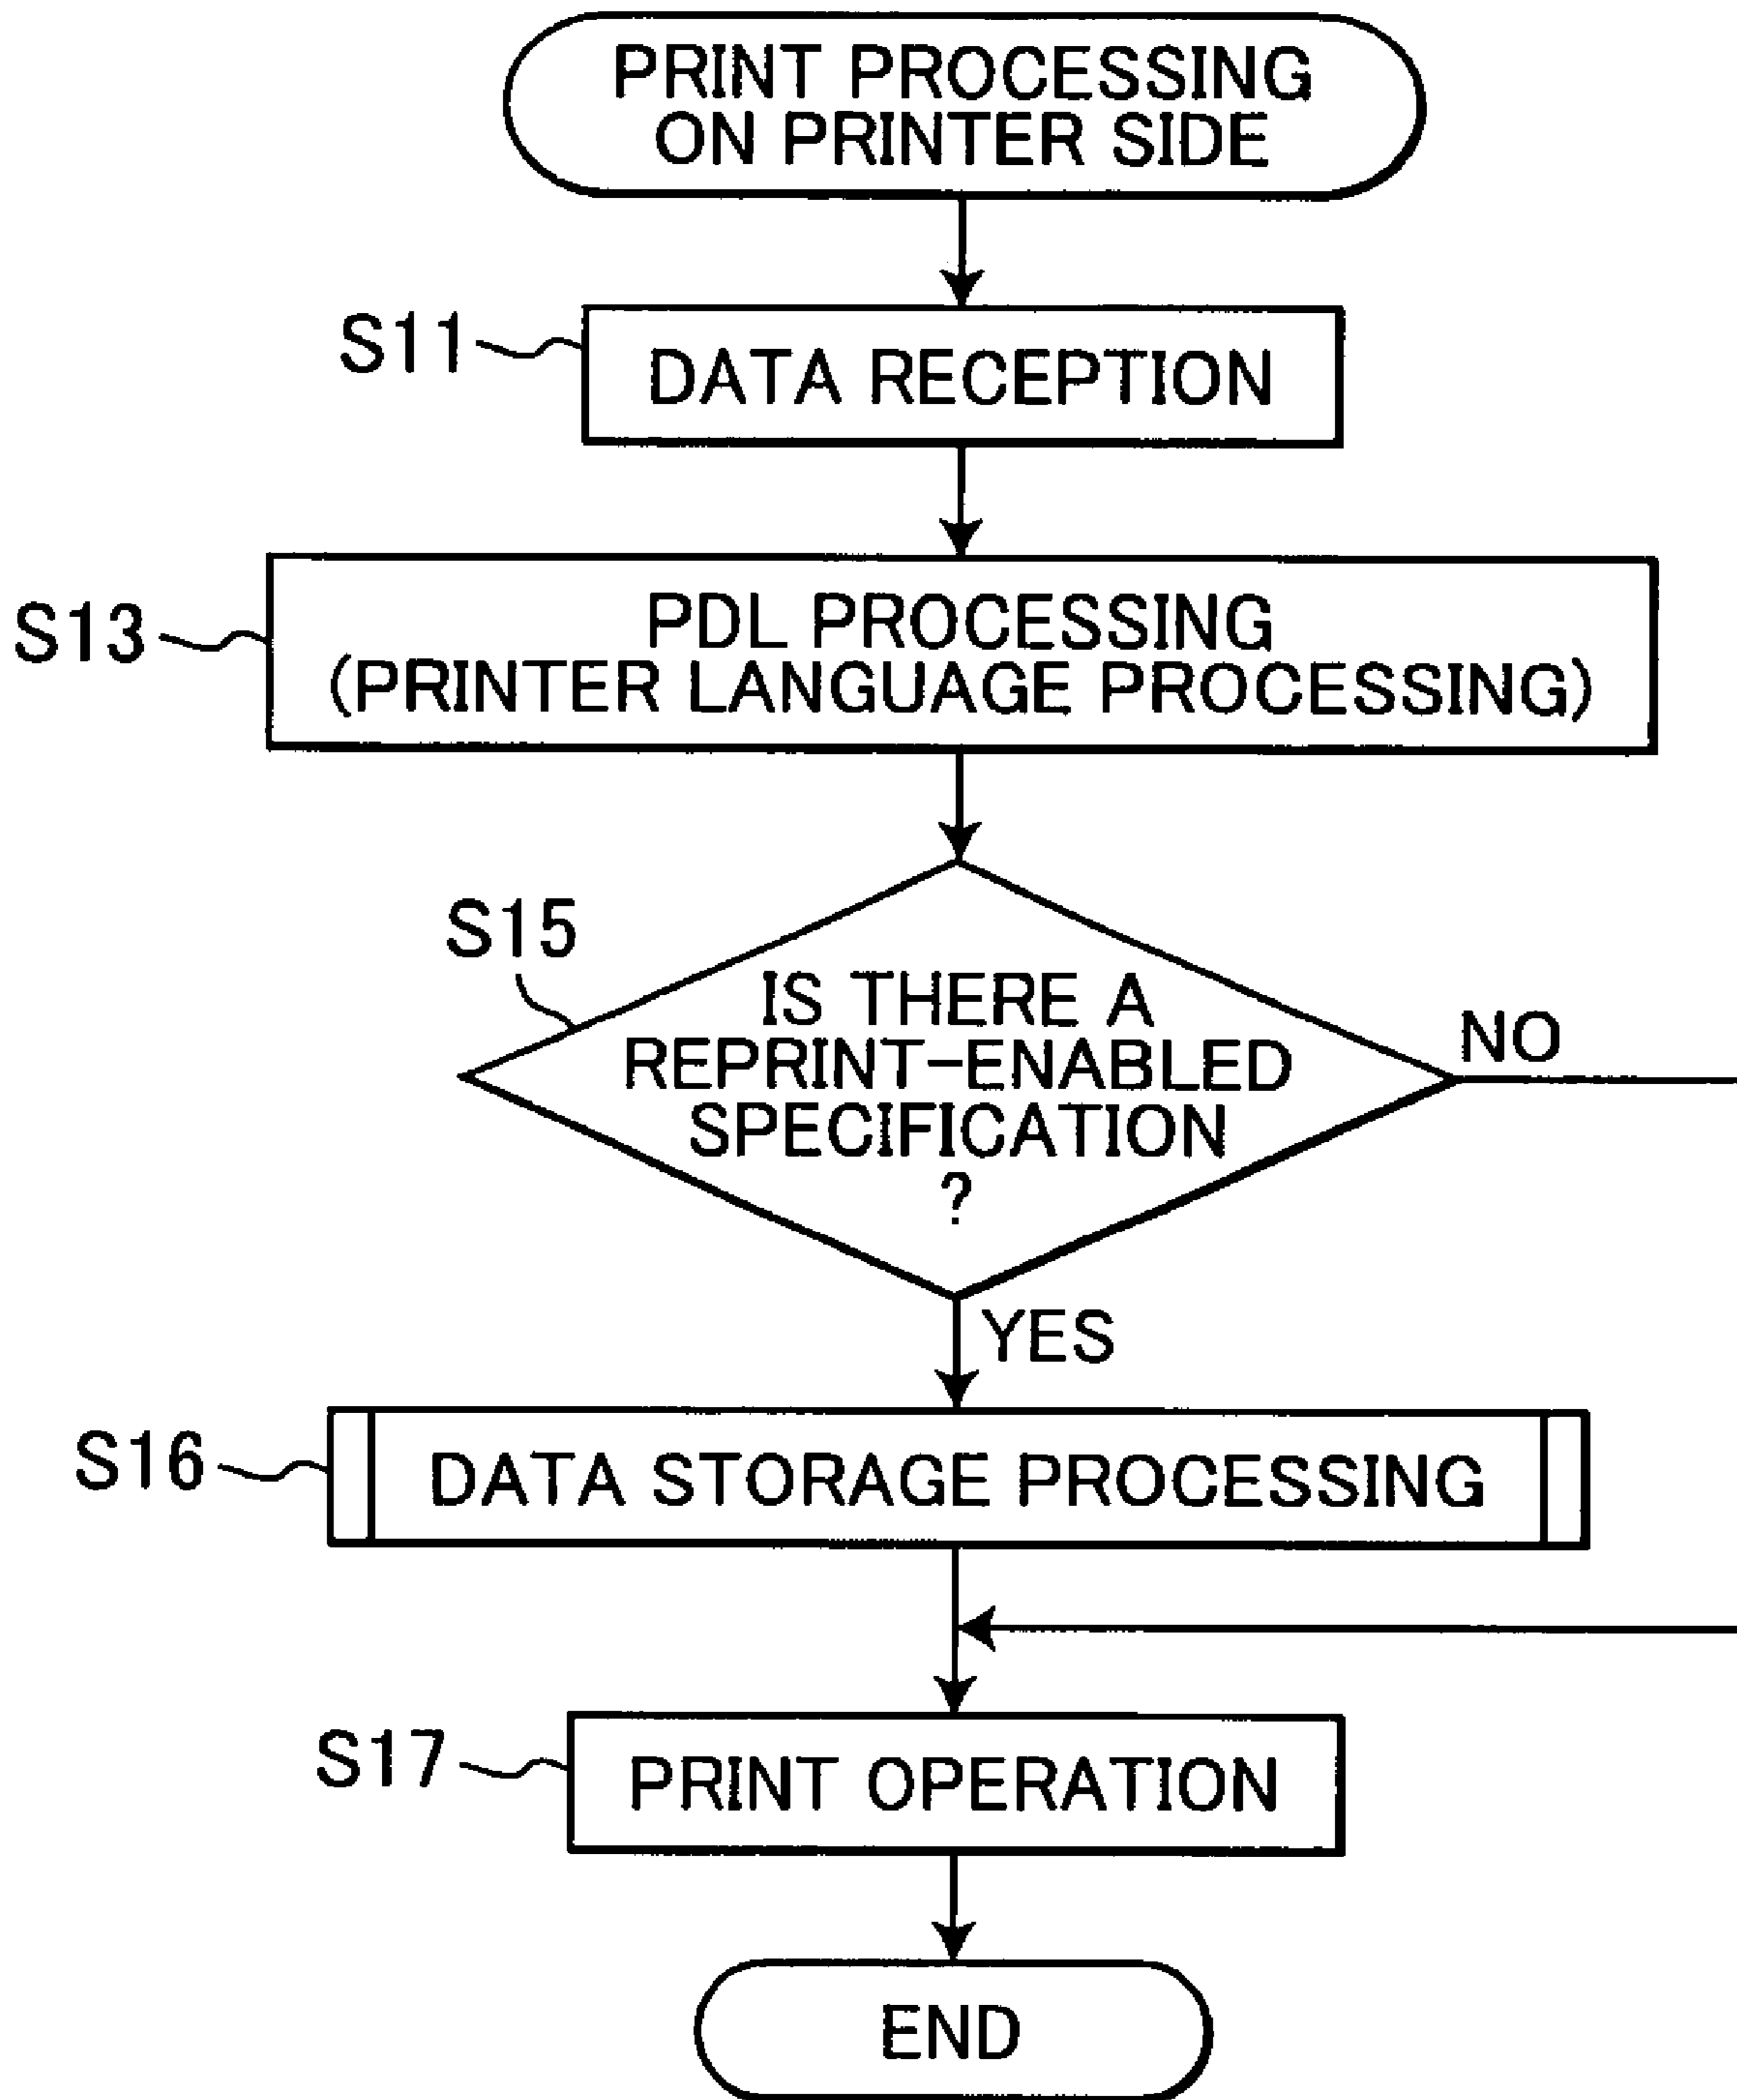 PRINT PROCESSING
ON PRINTER SIDE
S11
DATA RECEPTION
S13
PDL PROCESSING
(PRINTER LANGUAGE PROCESSING)
S15
IS THERE A
REPRINT-ENABLED
SPECIFICATION
?
NO
YES
S16
DATA STORAGE PROCESSING
S17
PRINT OPERATION
END